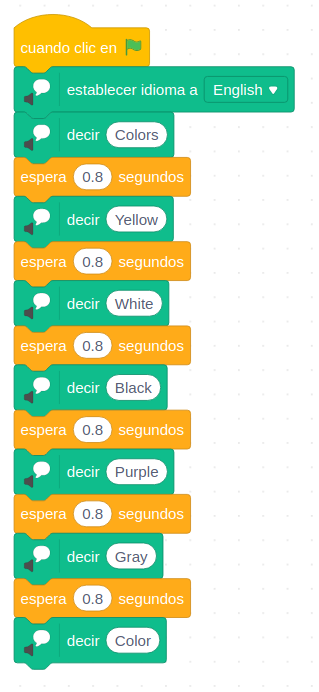 cuando clic en
establecer idioma a English
decir Colors
espera 0.8 segundos
decir Yellow
espera 0.8 segundos
decir White
espera 0.8 segundos
decir Black
espera 0.8 segundos
decir Purple
espera 0.8 segundos
decir Gray
espera 0.8 segundos
decir Color